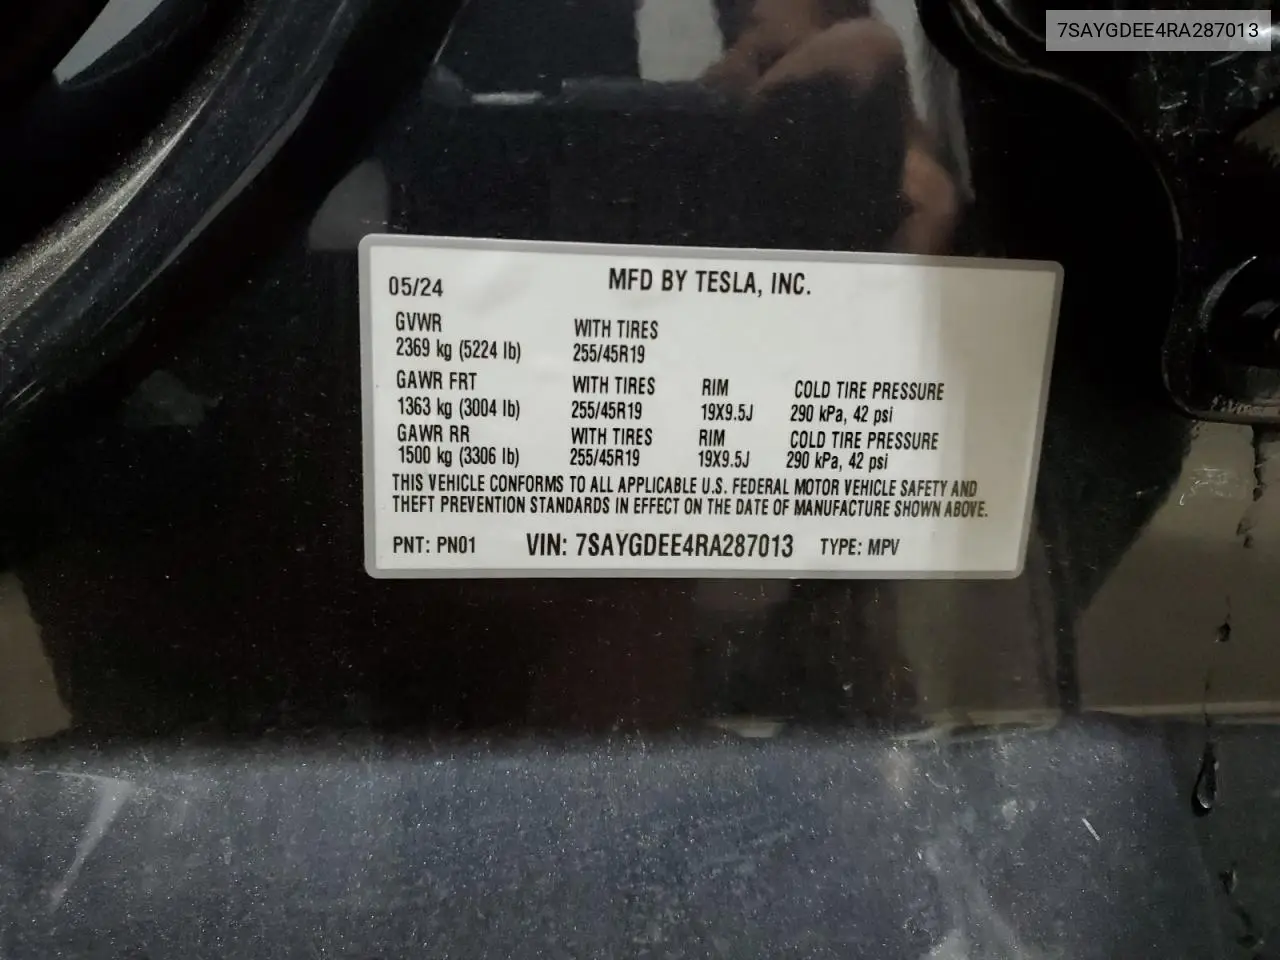 7SAYGDEE4RA287013
05/24 MFD BY TESLA, INC.
GVWR WITH TIRES
2369 kg (5224 lb) 255/45R19
GAWR FRT WITH TIRES RIM COLD TIRE PRESSURE
1363 kg (3004 lb) 255/45R19 19X9.5J 290 kPa, 42 psi
GAWR RR WITH TIRES RIM COLD TIRE PRESSURE
1500 kg (3306 lb) 255/45R19 19X9.5J 290 kPa, 42 psi
THIS VEHICLE CONFORMS TO ALL APPLICABLE U.S. FEDERAL MOTOR VEHICLE SAFETY AND
THEFT PREVENTION STANDARDS IN EFFECT ON THE DATE OF MANUFACTURE SHOWN ABOVE.
PNT: PN01 VIN: 7SAYGDEE4RA287013 TYPE: MPV